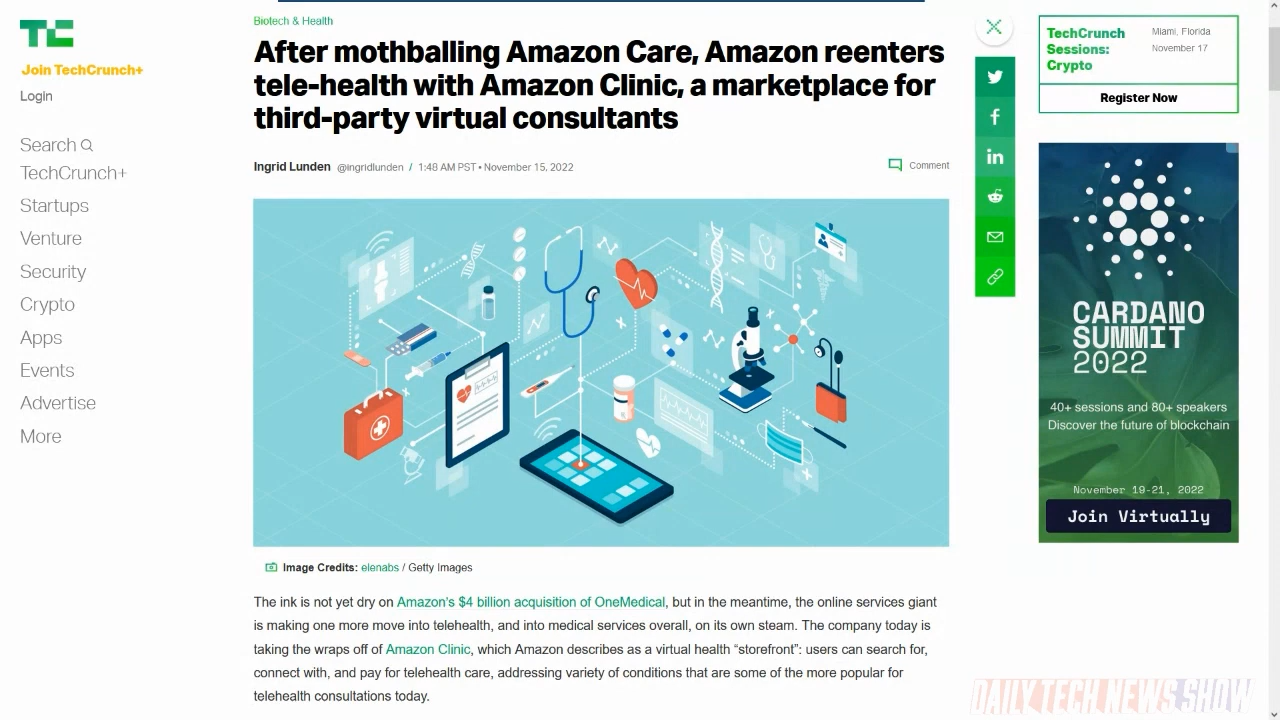 TC
Join TechCrunch+
Login
Search
TechCrunch+
Startups
Venture
Security
Crypto
Apps
Events
Advertise
More
Biotech & Health
After mothballing Amazon Care, Amazon reenters
tele-health with Amazon Clinic, a marketplace for
third-party virtual consultants
Ingrid Lunden @ingridlunden / 1:48 AM PST • November 15, 2022
Comment
Image Credits: elenabs / Getty Images
The ink is not yet dry on Amazon's $4 billion acquisition of OneMedical, but in the meantime, the online services giant
is making one more move into telehealth, and into medical services overall, on its own steam. The company today is
taking the wraps off of Amazon Clinic, which Amazon describes as a virtual health “storefront”: users can search for,
connect with, and pay for telehealth care, addressing variety of conditions that are some of the more popular for
telehealth consultations today.
TechCrunch
Sessions:
Crypto
Miami, Florida
November 17
Register Now
CARDANO
SUMMIT
2022
40+ sessions and 80+ speakers
Discover the future of blockchain
November 19-21, 2022
Join Virtually
DAILY TECH NEWS SHOW